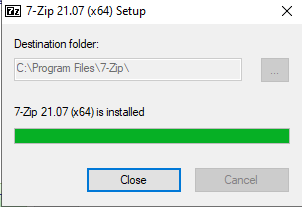 7z 7-Zip 21.07 (x64) Setup
Destination folder:
C:\Program Files\7-Zip\
...
7-Zip 21.07 (x64) is installed
Close Cancel